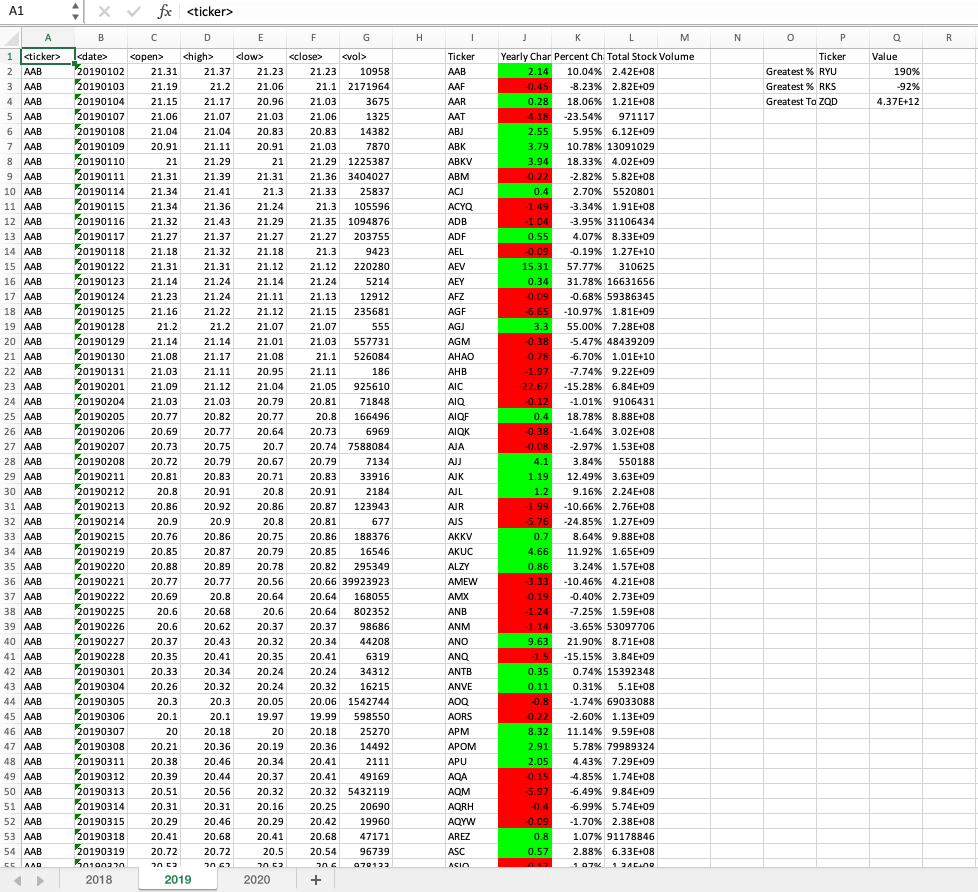 A1 fx <ticker>
A B C D E F G H I J K L M N O P Q R
1 <ticker> <date> <open> <high> <low> <close> <vol> Ticker Yearly Char Percent Ch Total Stock Volume Ticker Value
2 AAB 20190102 21.31 21.37 21.23 21.23 10958 AAB 2.14 10.04% 2.42E+08 Greatest % RYU 190%
3 AAB 20190103 21.19 21.2 21.06 21.1 2171964 AAF -0.45 -8.23% 2.82E+09 Greatest % RKS -92%
4 AAB 20190104 21.15 21.17 20.96 21.03 3675 AAR 0.28 18.06% 1.21E+08 Greatest To ZQD 4.37E+12
5 AAB 20190107 21.06 21.07 21.03 21.06 1325 AAT -4.18 -23.54% 971117
6 AAB 20190108 21.04 21.04 20.83 20.83 14382 ABJ 2.55 5.95% 6.12E+09
7 AAB 20190109 20.91 21.11 20.91 21.03 7870 ABK 3.79 10.78% 13091029
8 AAB 20190110 21 21.29 21 21.29 1225387 ABKV 3.94 18.33% 4.02E+09
9 AAB 20190111 21.31 21.39 21.31 21.36 3404027 ABM -0.22 -2.82% 5.82E+08
10 AAB 20190114 21.34 21.41 21.3 21.33 25837 ACJ 0.4 2.70% 5520801
11 AAB 20190115 21.34 21.36 21.24 21.3 105596 ACYQ -1.49 -3.34% 1.91E+08
12 AAB 20190116 21.32 21.43 21.29 21.35 1094876 ADB -1.04 -3.95% 31106434
13 AAB 20190117 21.27 21.37 21.27 21.27 203755 ADF 0.55 4.07% 8.33E+09
14 AAB 20190118 21.18 21.32 21.18 21.3 9423 AEL -0.09 -0.19% 1.27E+10
15 AAB 20190122 21.31 21.31 21.12 21.12 220280 AEV 15.31 57.77% 310625
16 AAB 20190123 21.14 21.24 21.14 21.24 5214 AEY 0.34 31.78% 16631656
17 AAB 20190124 21.23 21.24 21.11 21.13 12912 AFZ -0.09 -0.68% 59386345
18 AAB 20190125 21.16 21.22 21.12 21.15 235681 AGF -6.65 -10.97% 1.81E+09
19 AAB 20190128 21.2 21.2 21.07 21.07 555 AGJ 3.3 55.00% 7.28E+08
20 AAB 20190129 21.14 21.14 21.01 21.03 557731 AGM -0.38 -5.47% 48439209
21 AAB 20190130 21.08 21.17 21.08 21.1 526084 AHAO -0.78 -6.70% 1.01E+10
22 AAB 20190131 21.03 21.11 20.95 21.11 186 AHB -1.97 -7.74% 9.22E+09
23 AAB 20190201 21.09 21.12 21.04 21.05 925610 AIC -22.67 -15.28% 6.84E+09
24 AAB 20190204 21.03 21.03 20.79 20.81 71848 AIQ -0.12 -1.01% 9106431
25 AAB 20190205 20.77 20.82 20.77 20.8 166496 AIQF 0.4 18.78% 8.88E+08
26 AAB 20190206 20.69 20.77 20.64 20.73 6969 AIQK -0.38 -1.64% 3.02E+08
27 AAB 20190207 20.73 20.75 20.7 20.74 7588084 AJA -0.08 -2.97% 1.53E+08
28 AAB 20190208 20.72 20.79 20.67 20.79 7134 AJJ 4.1 3.84% 550188
29 AAB 20190211 20.81 20.83 20.71 20.83 33916 AJK 1.19 12.49% 3.63E+09
30 AAB 20190212 20.8 20.91 20.8 20.91 2184 AJL 1.2 9.16% 2.24E+08
31 AAB 20190213 20.86 20.92 20.86 20.87 123943 AJR -1.99 -10.66% 2.76E+08
32 AAB 20190214 20.9 20.9 20.8 20.81 677 AJS -5.76 -24.85% 1.27E+09
33 AAB 20190215 20.76 20.86 20.75 20.86 188376 AKKV 0.7 8.64% 9.88E+08
34 AAB 20190219 20.85 20.87 20.79 20.85 16546 AKUC 4.66 11.92% 1.65E+09
35 AAB 20190220 20.88 20.89 20.78 20.82 295349 ALZY 0.86 3.24% 1.57E+08
36 AAB 20190221 20.77 20.77 20.56 20.66 39923923 AMEW -3.33 -10.46% 4.21E+08
37 AAB 20190222 20.69 20.8 20.64 20.64 168055 AMX -0.19 -0.40% 2.73E+09
38 AAB 20190225 20.6 20.68 20.6 20.64 802352 ANB -1.24 -7.25% 1.59E+08
39 AAB 20190226 20.6 20.62 20.37 20.37 98686 ANM -1.14 -3.65% 53097706
40 AAB 20190227 20.37 20.43 20.32 20.34 44208 ANO 9.63 21.90% 8.71E+08
41 AAB 20190228 20.35 20.41 20.35 20.41 6319 ANQ -1.5 -15.15% 3.84E+09
42 AAB 20190301 20.33 20.34 20.24 20.24 34312 ANTB 0.35 0.74% 15392348
43 AAB 20190304 20.26 20.32 20.24 20.32 16215 ANVE 0.11 0.31% 5.1E+08
44 AAB 20190305 20.3 20.3 20.05 20.06 1542744 AOQ -0.8 -1.74% 69033088
45 AAB 20190306 20.1 20.1 19.97 19.99 598550 AORS -0.22 -2.60% 1.13E+09
46 AAB 20190307 20 20.18 20 20.18 25270 APM 8.32 11.14% 9.59E+08
47 AAB 20190308 20.21 20.36 20.19 20.36 14492 APOM 2.91 5.78% 79989324
48 AAB 20190311 20.38 20.46 20.34 20.41 2111 APU 2.05 4.43% 7.29E+08
49 AAB 20190312 20.39 20.44 20.37 20.41 49169 AQA -0.15 -4.85% 1.74E+08
50 AAB 20190313 20.51 20.56 20.32 20.32 5432119 AQM -5.97 -6.49% 9.84E+09
51 AAB 20190314 20.31 20.31 20.16 20.25 20690 AQRH -0.4 -6.99% 5.74E+09
52 AAB 20190315 20.29 20.46 20.29 20.42 19960 AQYW -0.09 -1.70% 2.38E+08
53 AAB 20190318 20.41 20.68 20.41 20.68 47171 AREZ 0.8 1.07% 91178846
54 AAB 20190319 20.72 20.72 20.5 20.54 96739 ASC 0.57 2.88% 6.33E+08
55 AAB 20190320
2018 2019 2020 +